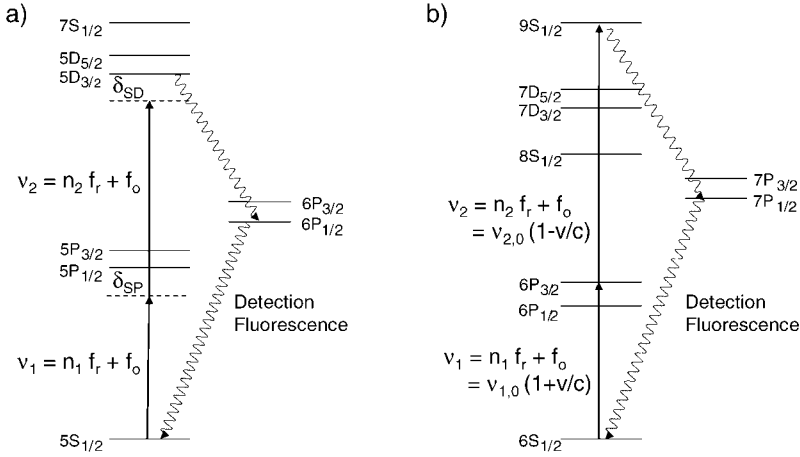 a)
7S1/2
5D5/2
5D3/2
δSD
ν2 = n2 fr + fo
6P3/2
6P1/2
5P3/2
5P1/2
δSP
Detection
Fluorescence
ν1 = n1 fr + fo
5S1/2
b)
9S1/2
7D5/2
7D3/2
8S1/2
7P3/2
7P1/2
ν2 = n2 fr + fo
= ν2,0 (1-v/c)
6P3/2
6P1/2
Detection
Fluorescence
ν1 = n1 fr + fo
= ν1,0 (1+v/c)
6S1/2